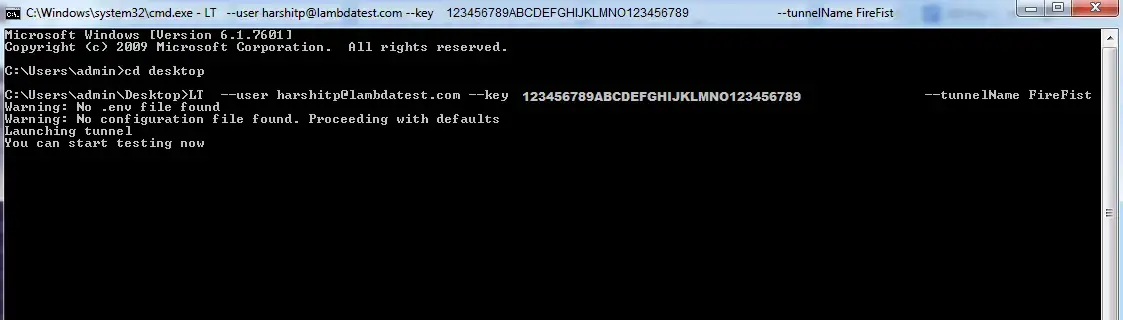 C:\Windows\system32\cmd.exe - LT --user harshitp@lambdatest.com --key 123456789ABCDEFGHIJKLMNO123456789 --tunnelName FireFist
Microsoft Windows [Version 6.1.7601]
Copyright (c) 2009 Microsoft Corporation. All rights reserved.
C:\Users\admin>cd desktop
C:\Users\admin\Desktop>LT --user harshitp@lambdatest.com --key 123456789ABCDEFGHIJKLMNO123456789 --tunnelName FireFist
Warning: No .env file found
Warning: No configuration file found. Proceeding with defaults
Launching tunnel
You can start testing now